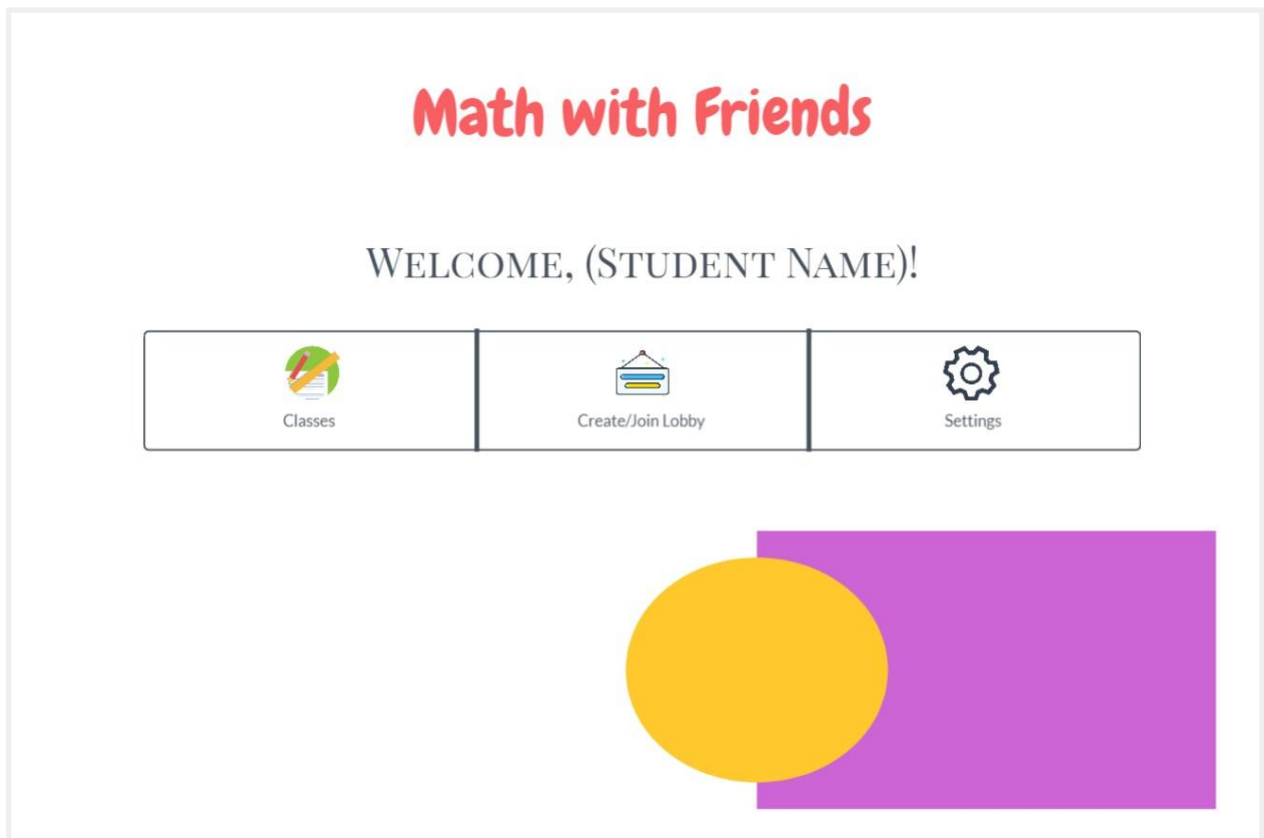 Math with Friends
Welcome, (Student Name)!
Classes
Create/Join Lobby
Settings